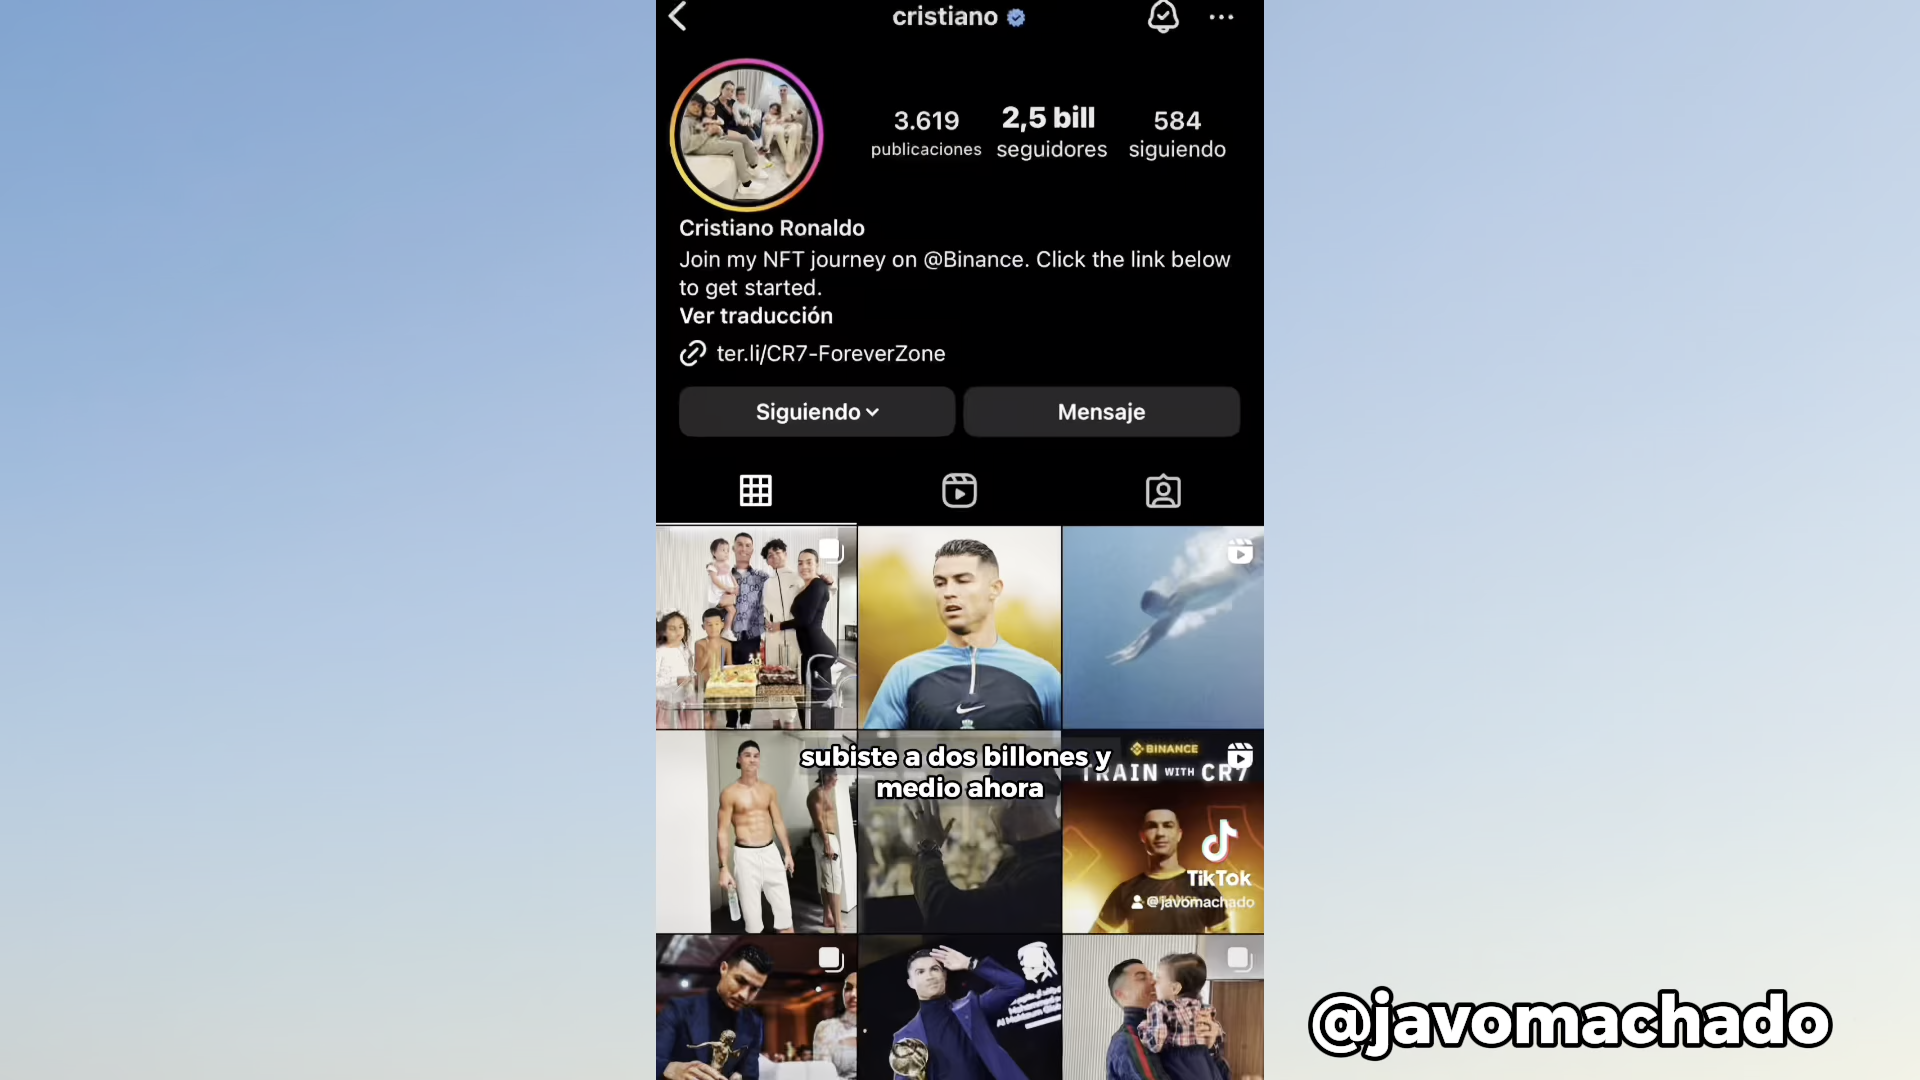 cristiano
3.619
publicaciones
2,5 bill
seguidores
584
siguiendo
Cristiano Ronaldo
Join my NFT journey on @Binance. Click the link below
to get started.
Ver traducción
ter.li/CR7-ForeverZone
Siguiendo
Mensaje
subiste a dos billones y
medio ahora
BINANCE
TRAIN WITH CR7
TikTok
@javomachado
@javomachado